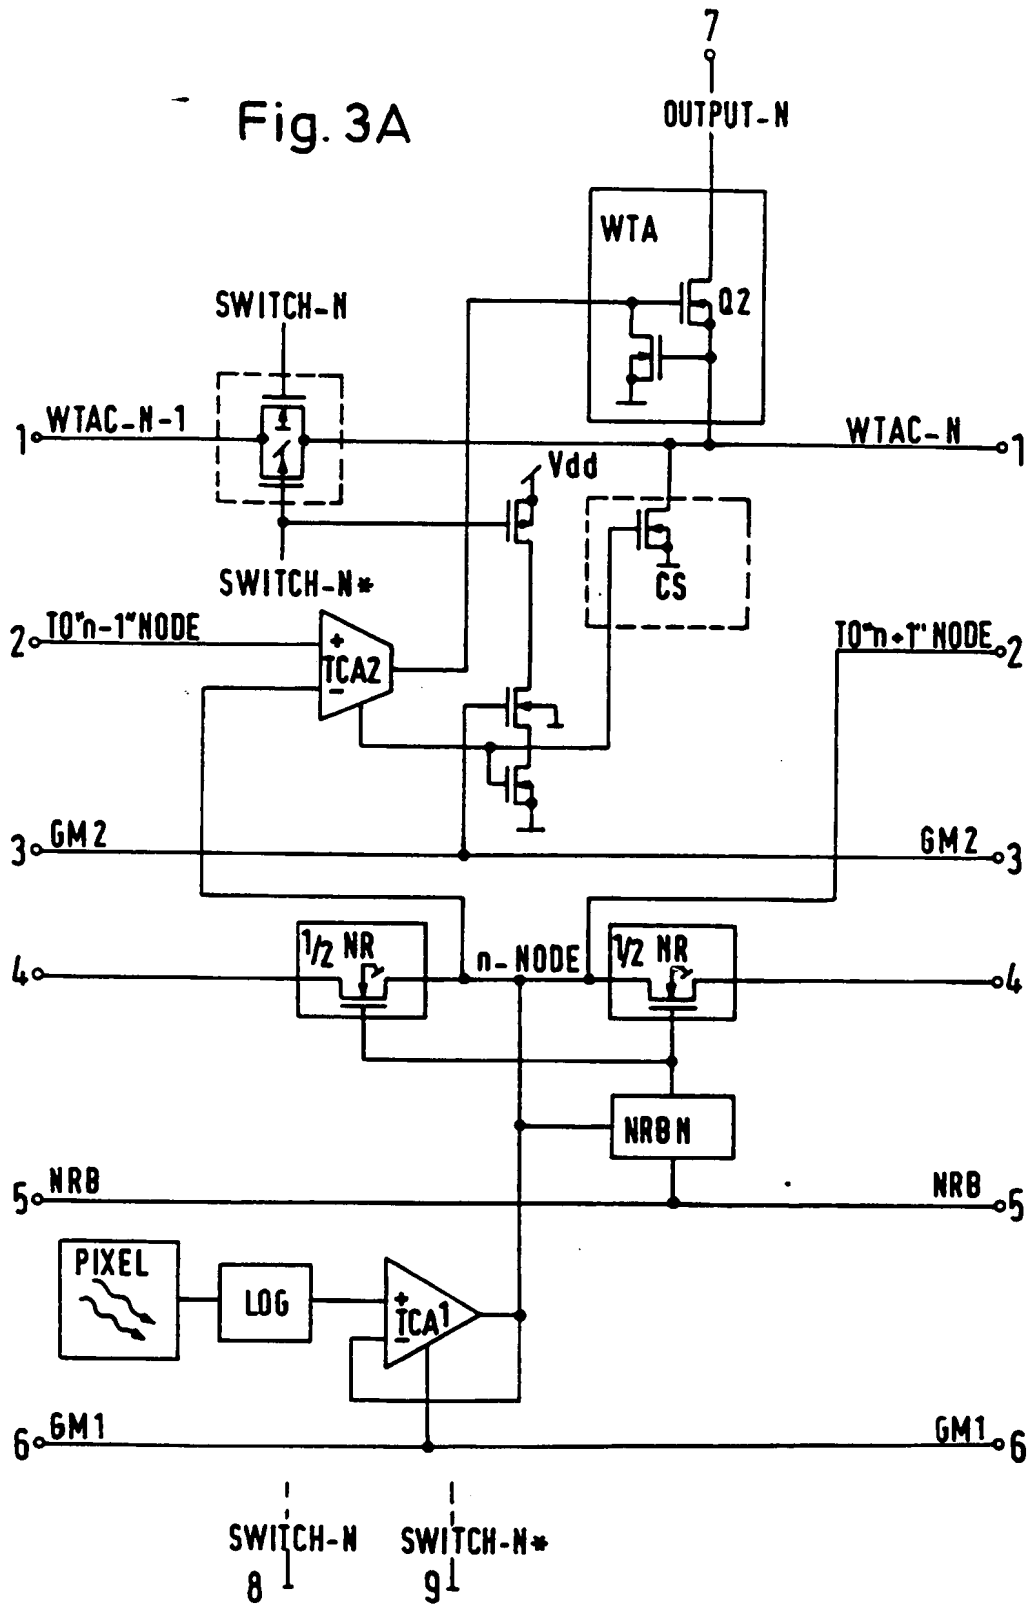 7
OUTPUT-N
Fig. 3A
WTA
Q2
SWITCH-N
1 WTAC-N-1
WTAC-N 1
Vdd
SWITCH-N*
CS
2 TO"n-1"NODE
TO"n+1"NODE 2
+
TCA2
-
3 GM2
GM2 3
1/2 NR
n-NODE
1/2 NR
4
4
NRBN
5 NRB
NRB 5
PIXEL
LOG
+
TCA1
-
6 GM1
GM1 6
SWITCH-N
SWITCH-N*
8
9